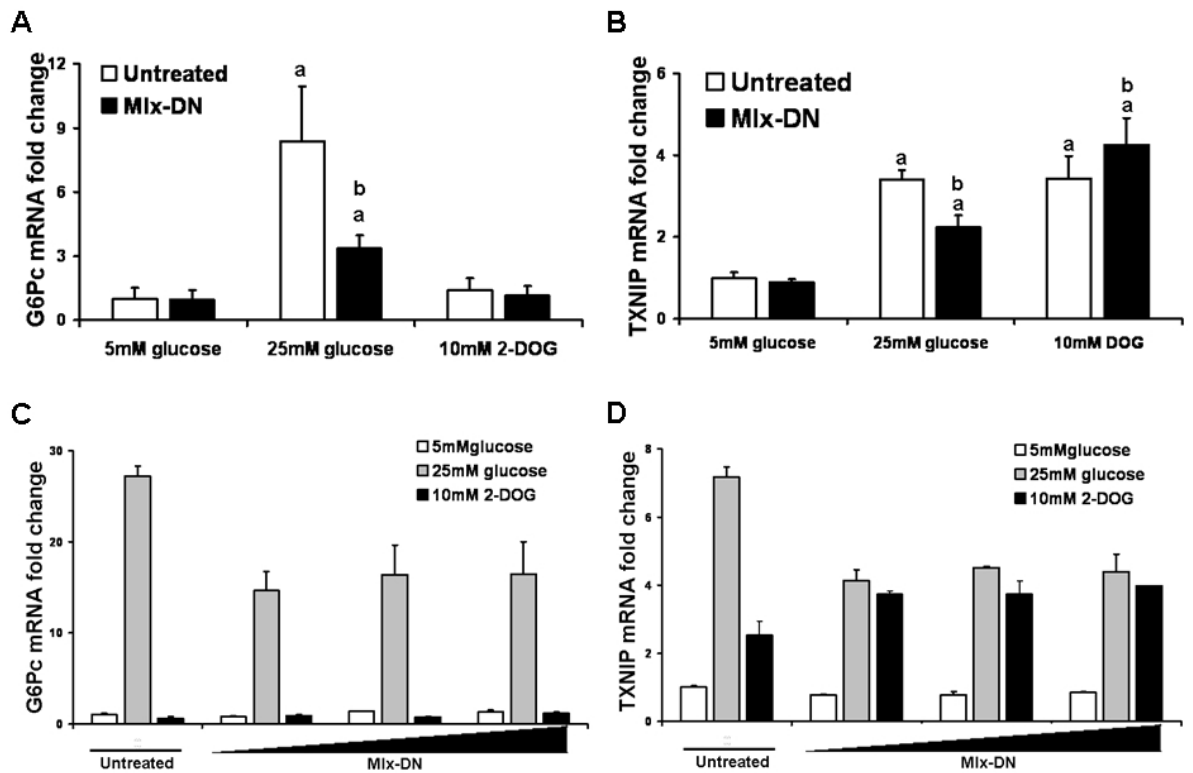 A
G6Pc mRNA fold change
12
9
6
3
0
Untreated
Mlx-DN
a
b
a
5mM glucose
25mM glucose
10mM 2-DOG
B
TXNIP mRNA fold change
6
4
2
0
Untreated
Mlx-DN
a
b
a
a
b
a
5mM glucose
25mM glucose
10mM DOG
C
G6Pc mRNA fold change
30
20
10
0
5mMglucose
25mM glucose
10mM 2-DOG
Untreated
Mlx-DN
D
TXNIP mRNA fold change
8
6
4
2
0
5mMglucose
25mM glucose
10mM 2-DOG
Untreated
Mlx-DN